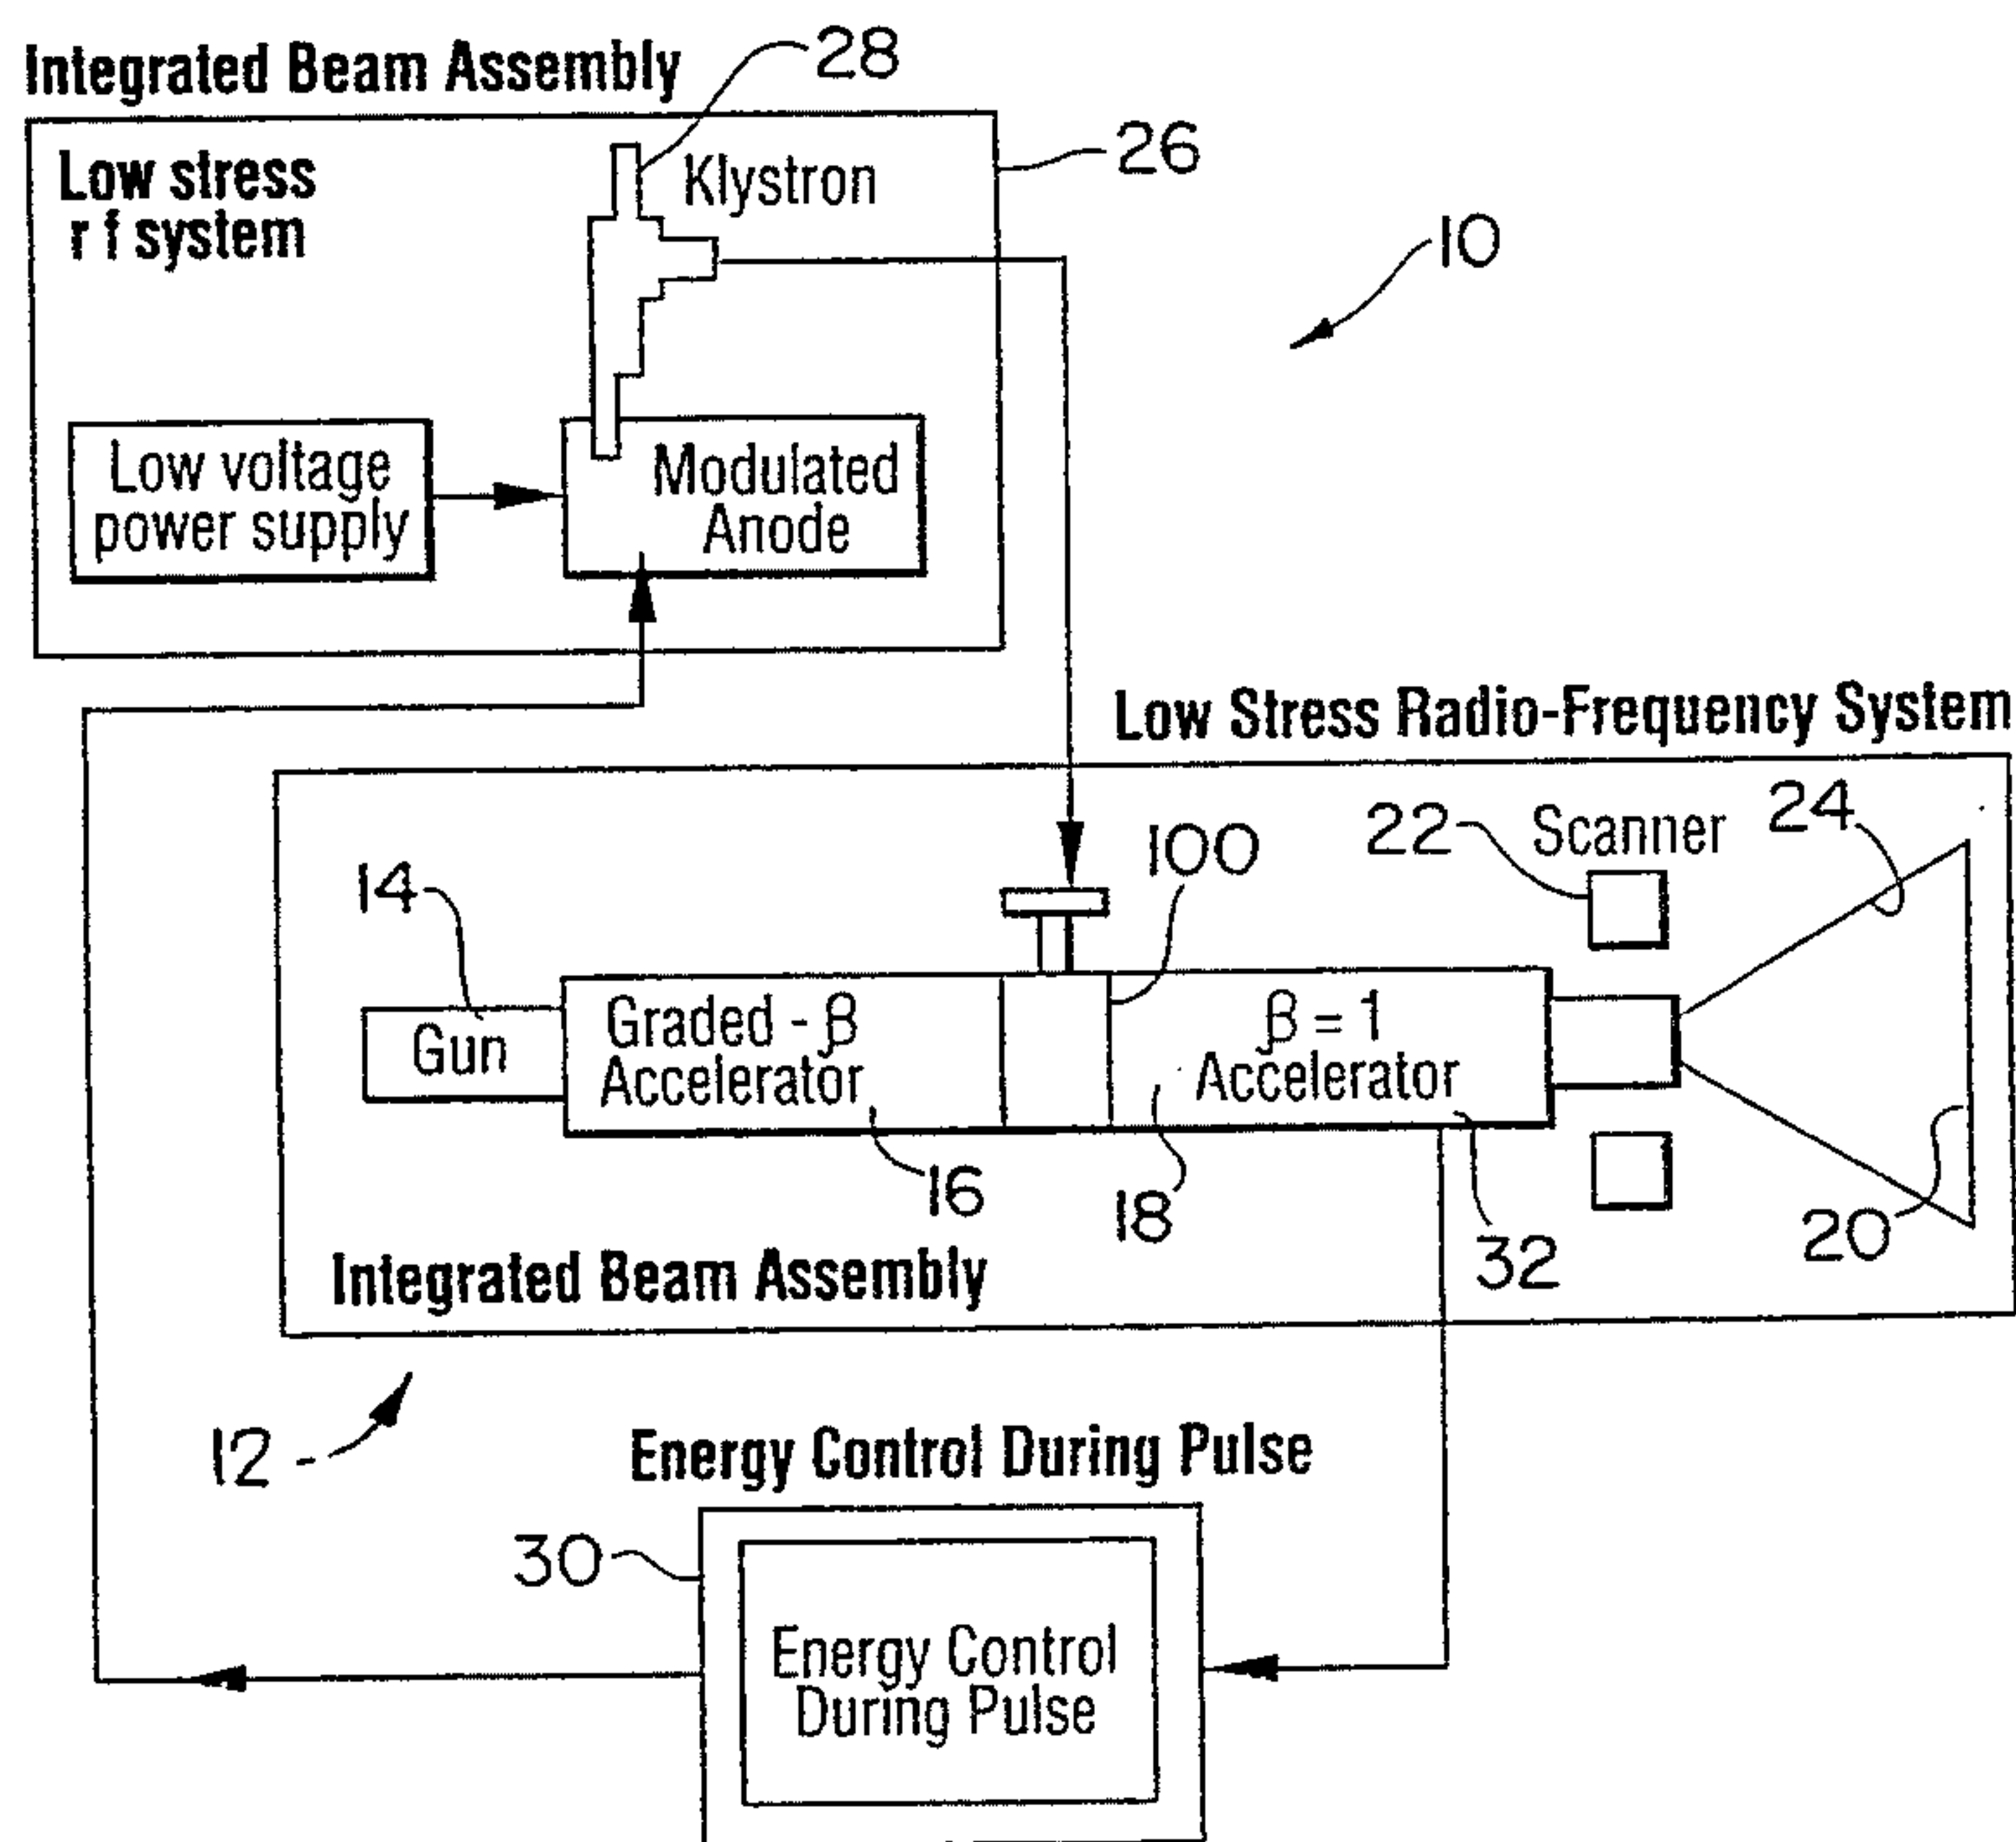 Integrated Beam Assembly
28
26
Low stress
r f system
Klystron
10
Low voltage
power supply
Modulated
Anode
Low Stress Radio-Frequency System
22
Scanner
24
100
14
Gun
Graded - β
Accelerator
β = 1
Accelerator
16
18
32
20
Integrated Beam Assembly
12
Energy Control During Pulse
30
Energy Control
During Pulse